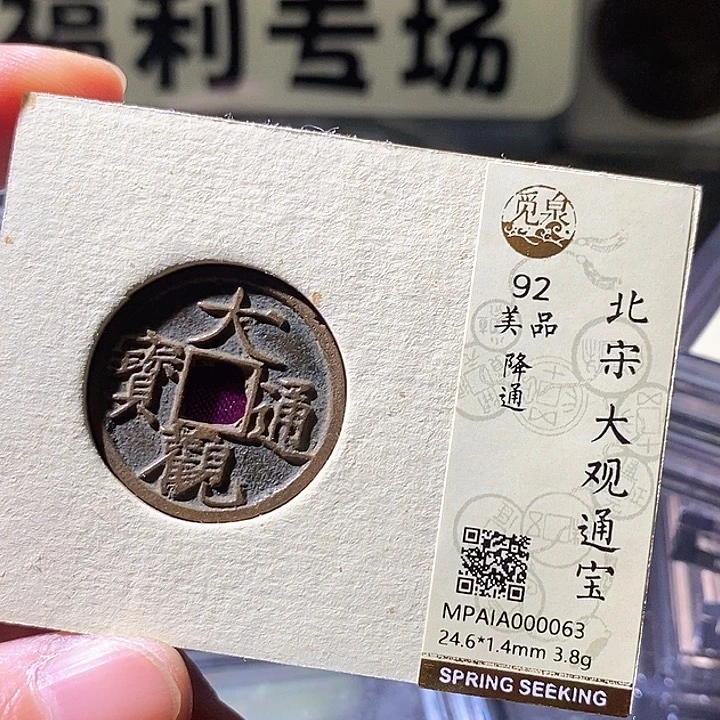 福利专场
大觀通寶
觅泉
92
美品
降通
北宋大观通宝
MPAIA000063
24.6*1.4mm 3.8g
SPRING SEEKING